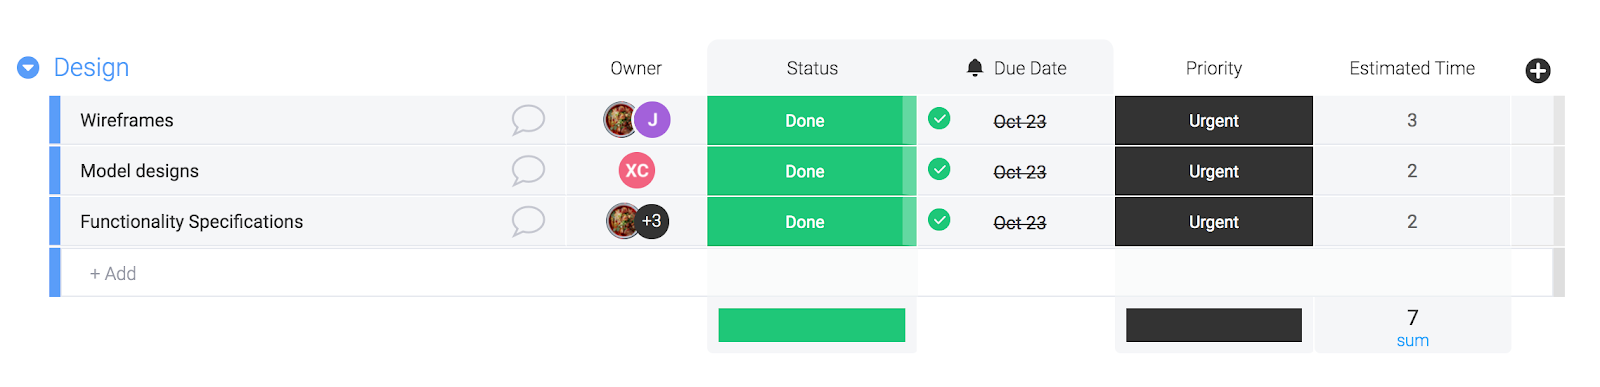 Design Owner Status Due Date Priority Estimated Time
Wireframes J Done Oct 23 Urgent 3
Model designs XC Done Oct 23 Urgent 2
Functionality Specifications +3 Done Oct 23 Urgent 2
+ Add
7
sum